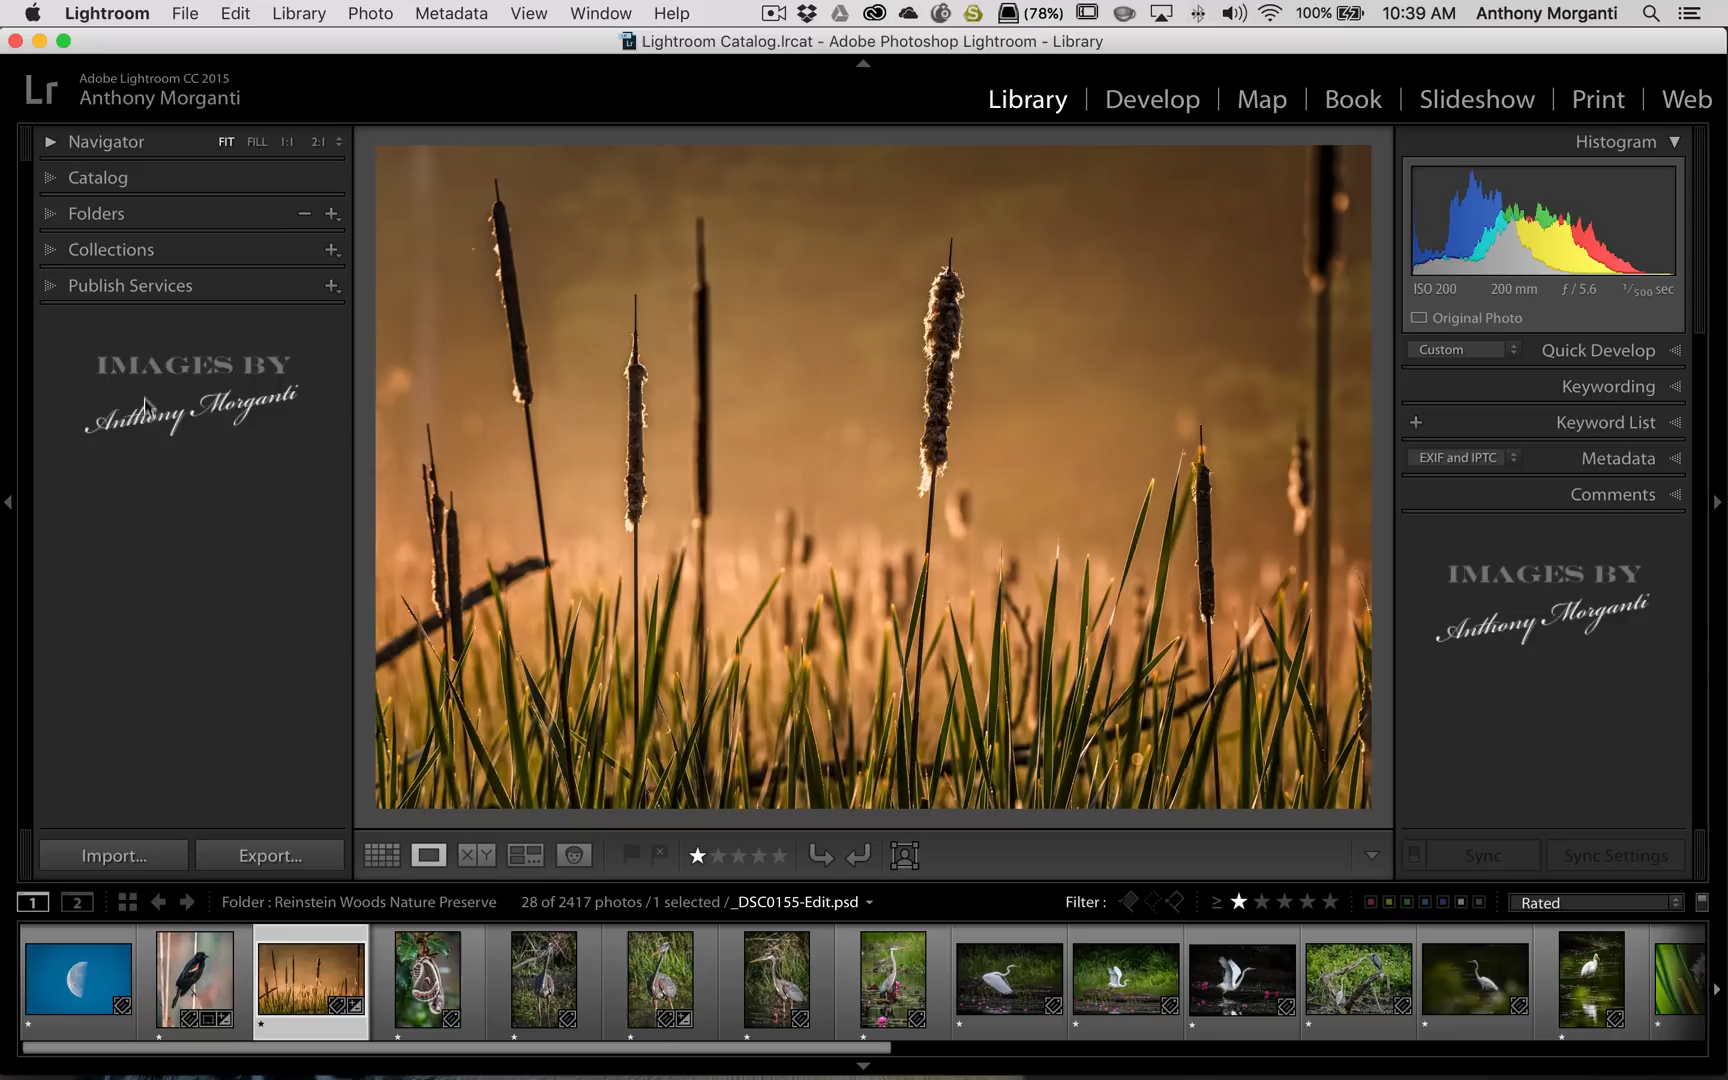 Lightroom File Edit Library Photo Metadata View Window Help (78%) 100% 10:39 AM Anthony Morganti
Lightroom Catalog.lrcat - Adobe Photoshop Lightroom - Library
Lr Adobe Lightroom CC 2015
Anthony Morganti
Library | Develop | Map | Book | Slideshow | Print | Web
Navigator FIT FILL 1:1 2:1
Catalog
Folders
Collections
Publish Services
IMAGES BY
Anthony Morganti
Import... Export...
Histogram
ISO 200 200 mm ƒ / 5.6 1/500 sec
Original Photo
Custom Quick Develop
Keywording
Keyword List
EXIF and IPTC Metadata
Comments
IMAGES BY
Anthony Morganti
Sync Sync Settings
X Y
1 2 Folder : Reinstein Woods Nature Preserve 28 of 2417 photos / 1 selected / _DSC0155-Edit.psd Filter : ≥ Rated